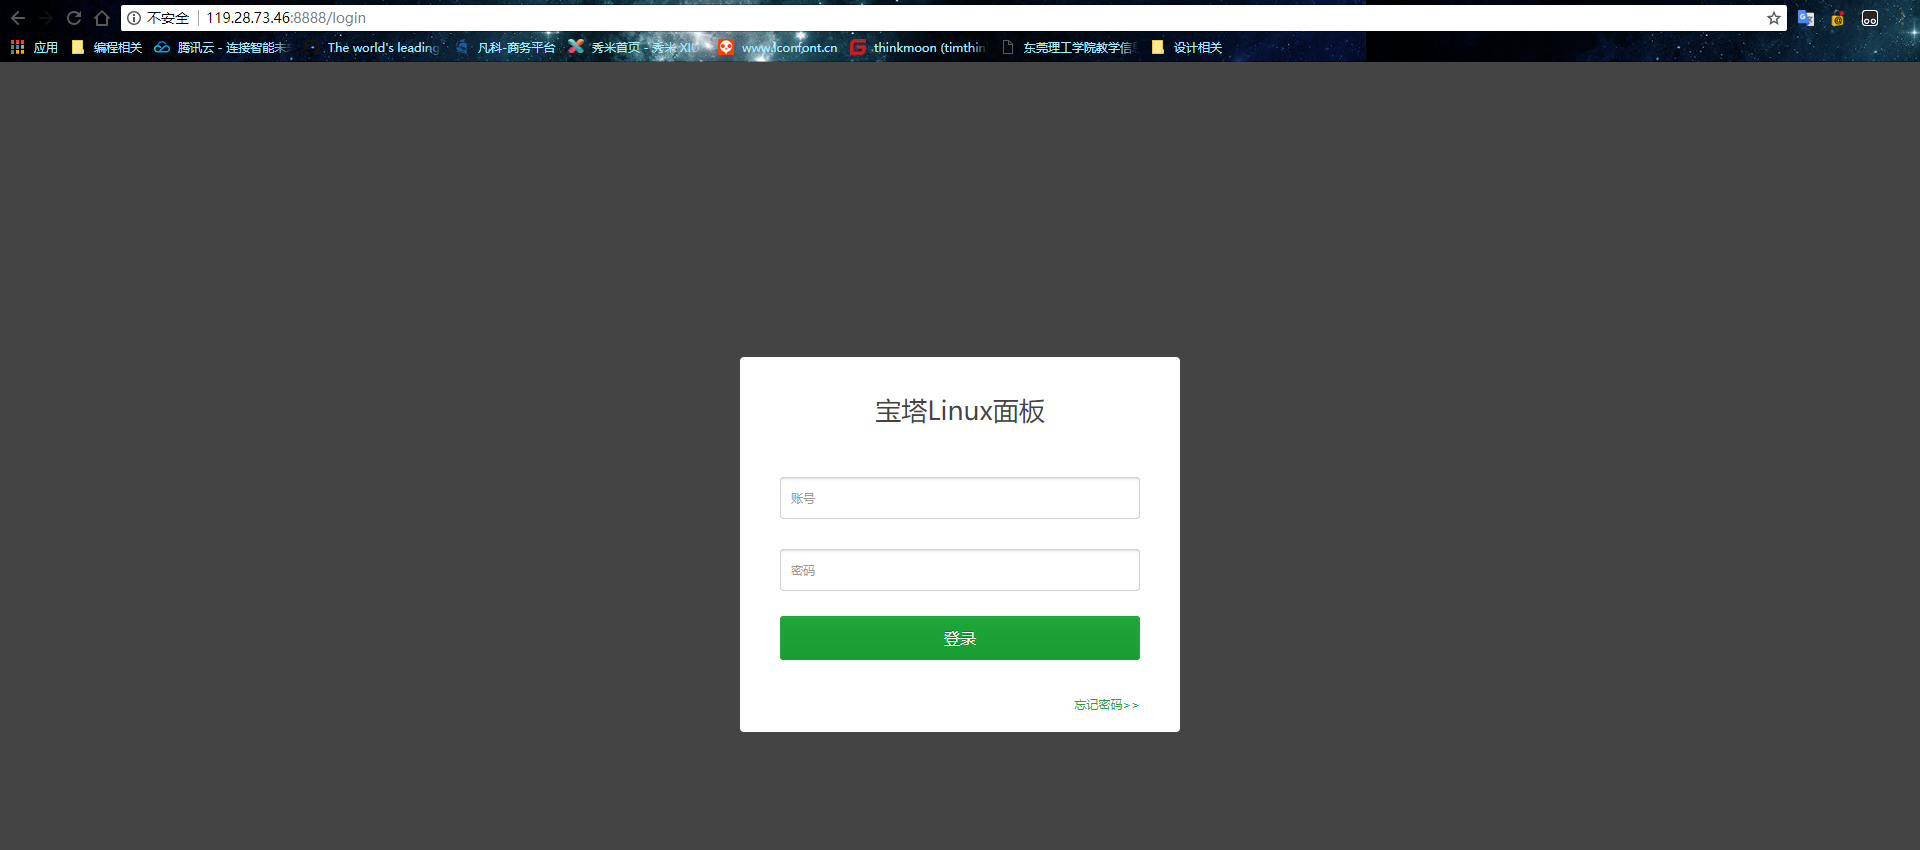 不安全 119.28.73.46:8888/login
应用 编程相关 腾讯云 - 连接智能未 The world's leading 凡科-商务平台 秀米首页 - 秀米 XIU www.iconfont.cn thinkmoon (timthin 东莞理工学院教学信息 设计相关
宝塔Linux面板
账号
密码
登录
忘记密码>>